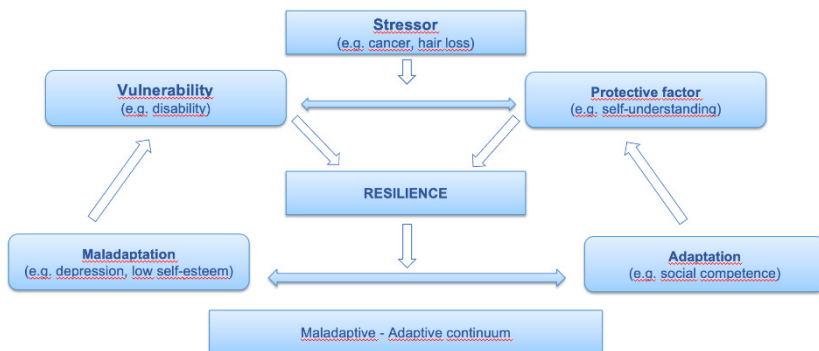 Stressor
(e.g. cancer, hair loss)
Vulnerability
(e.g. disability)
Protective factor
(e.g. self-understanding)
RESILIENCE
Maladaptation
(e.g. depression, low self-esteem)
Adaptation
(e.g. social competence)
Maladaptive - Adaptive continuum